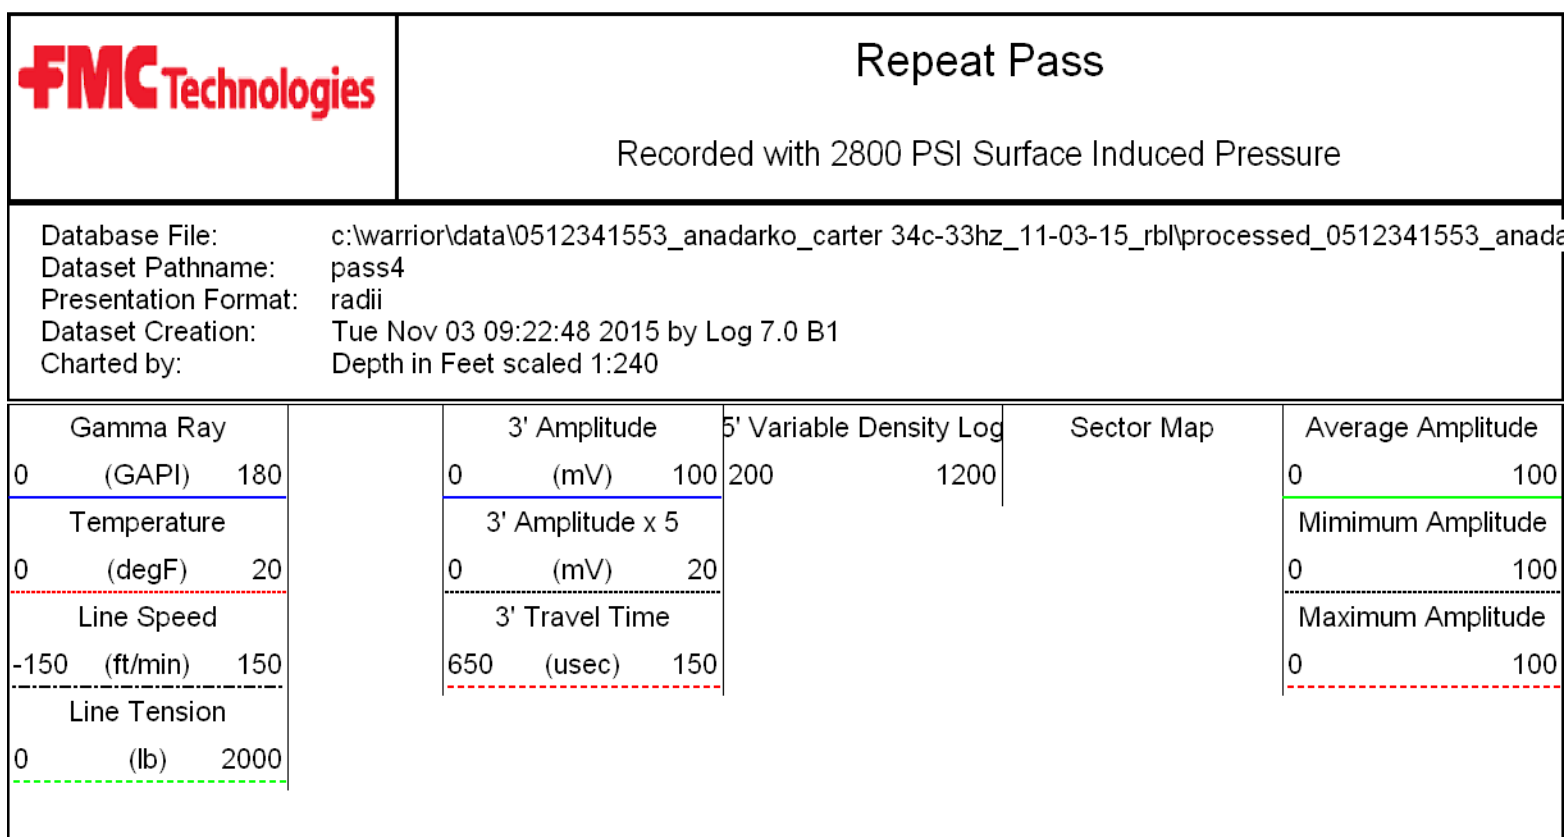 FMC Technologies
Repeat Pass
Recorded with 2800 PSI Surface Induced Pressure
Database File: c:\warrior\data\0512341553_anadarko_carter 34c-33hz_11-03-15_rbl\processed_0512341553_anada
Dataset Pathname: pass4
Presentation Format: radii
Dataset Creation: Tue Nov 03 09:22:48 2015 by Log 7.0 B1
Charted by: Depth in Feet scaled 1:240
Gamma Ray
0 (GAPI) 180
Temperature
0 (degF) 20
Line Speed
-150 (ft/min) 150
Line Tension
0 (lb) 2000
3' Amplitude
0 (mV) 100
3' Amplitude x 5
0 (mV) 20
3' Travel Time
650 (usec) 150
5' Variable Density Log
200 1200
Sector Map
Average Amplitude
0 100
Mimimum Amplitude
0 100
Maximum Amplitude
0 100